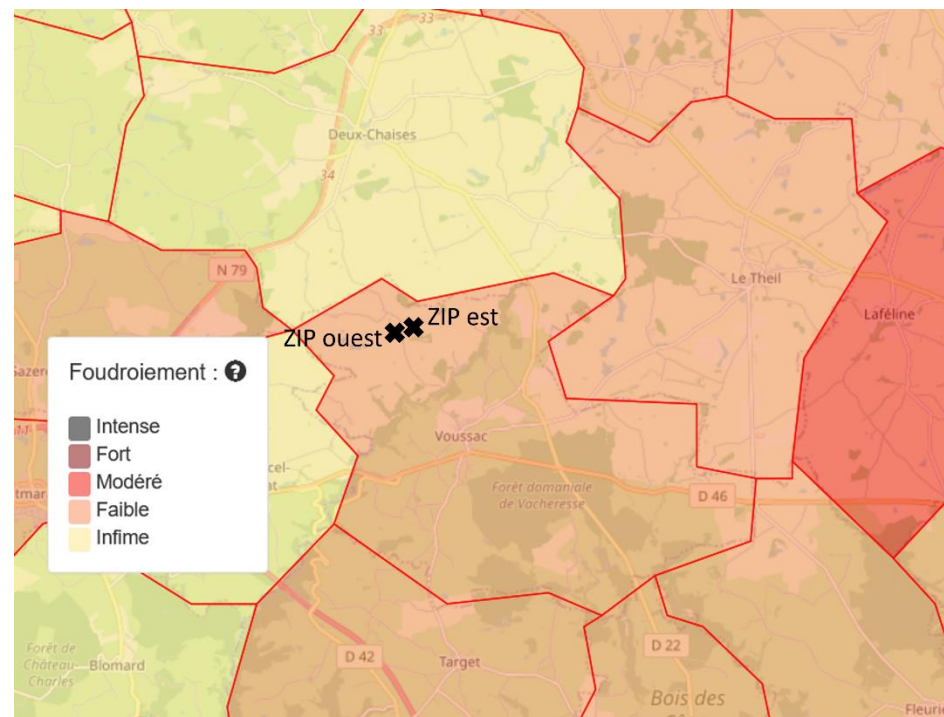 33
33
Deux-Chaises
34
N 79
Le Theil
Laféline
ZIP est
ZIP ouest
Foudroiement : ?
Intense
Fort
Modéré
Faible
Infime
Voussac
Forêt domaniale
de Vacheresse
D 46
Forêt de
Château
Charles
Blomard
D 42
Target
D 22
Bois des